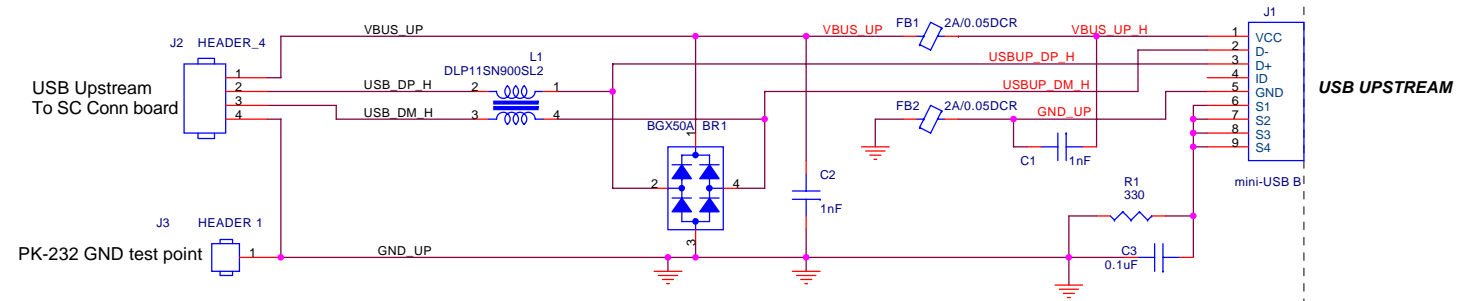 J1
FB1 2A/0.05DCR
VBUS_UP VBUS_UP VBUS_UP_H 1 VCC
J2 HEADER_4
2 D-
L1 USBUP_DP_H 3 D+
DLP11SN900SL2
4 ID
1
USB Upstream 2 USB_DP_H 2 1 USBUP_DM_H 5 GND USB UPSTREAM
To SC Conn board 3 USB_DM_H 3 4 FB2 2A/0.05DCR 6 S1
4 GND_UP 7 S2
BGX50A BR1 8 S3
1 9 S4
C1 1nF
2 4 C2 mini-USB B
1nF
R1
330
J3 HEADER 1
3
PK-232 GND test point 1 GND_UP C3
0.1uF